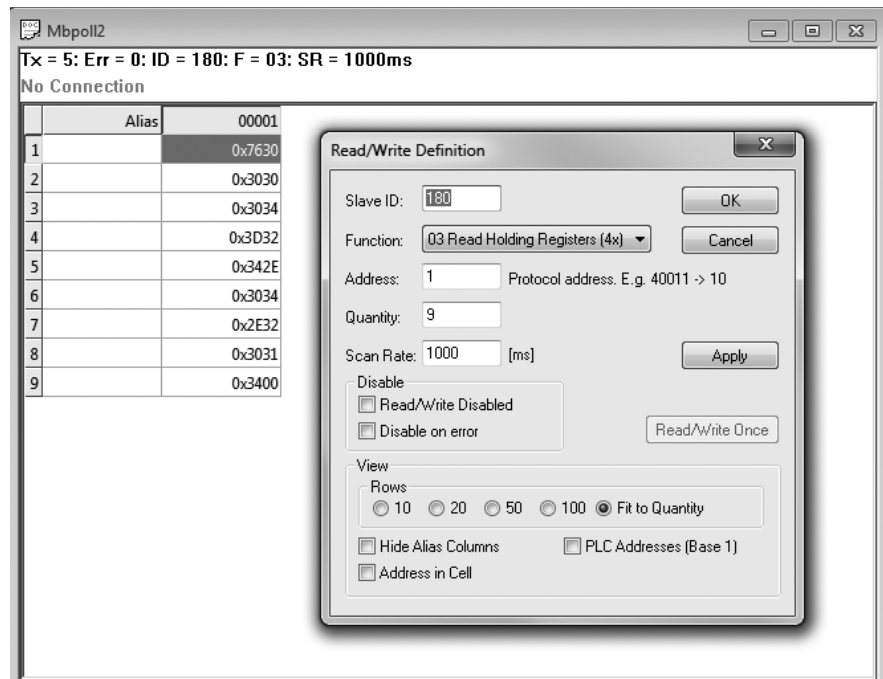 Mbpoll2
Tx = 5: Err = 0: ID = 180: F = 03: SR = 1000ms
No Connection
Alias 00001
1 0x7630
2 0x3030
3 0x3034
4 0x3D32
5 0x342E
6 0x3034
7 0x2E32
8 0x3031
9 0x3400
Read/Write Definition
Slave ID: 180 OK
Function: 03 Read Holding Registers (4x) Cancel
Address: 1 Protocol address. E.g. 40011 -> 10
Quantity: 9
Scan Rate: 1000 [ms] Apply
Disable
Read/Write Disabled
Disable on error Read/Write Once
View
Rows
10 20 50 100 Fit to Quantity
Hide Alias Columns PLC Addresses (Base 1)
Address in Cell